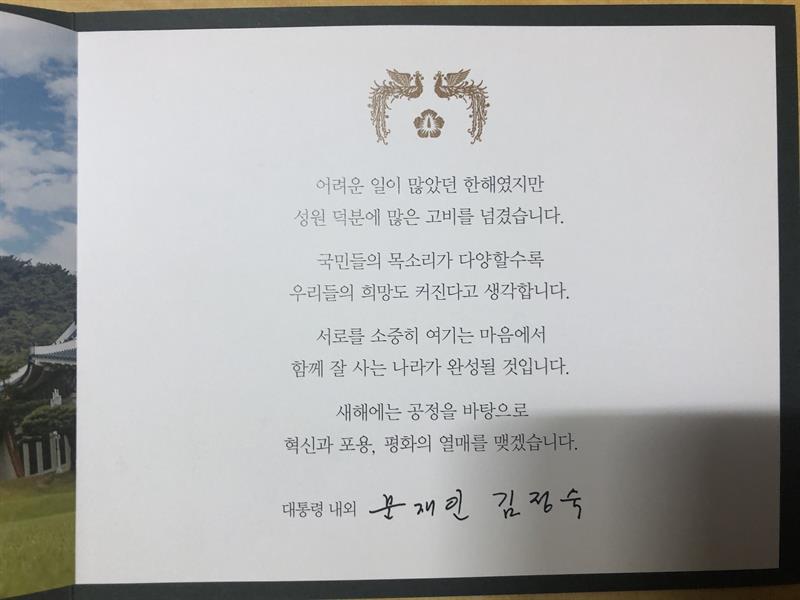 어려운 일이 많았던 한해였지만
성원 덕분에 많은 고비를 넘겼습니다.
국민들의 목소리가 다양할수록
우리들의 희망도 커진다고 생각합니다.
서로를 소중히 여기는 마음에서
함께 잘 사는 나라가 완성될 것입니다.
새해에는 공정을 바탕으로
혁신과 포용, 평화의 열매를 맺겠습니다.
대통령 내외 문재인 김정숙